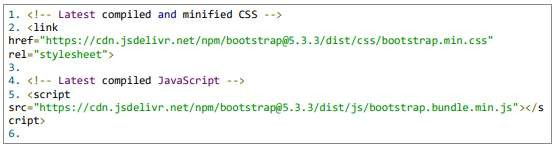 1. <!-- Latest compiled and minified CSS -->
2. <link
href="https://cdn.jsdelivr.net/npm/bootstrap@5.3.3/dist/css/bootstrap.min.css"
rel="stylesheet">
3.
4. <!-- Latest compiled JavaScript -->
5. <script
src="https://cdn.jsdelivr.net/npm/bootstrap@5.3.3/dist/js/bootstrap.bundle.min.js"></s
cript>
6.